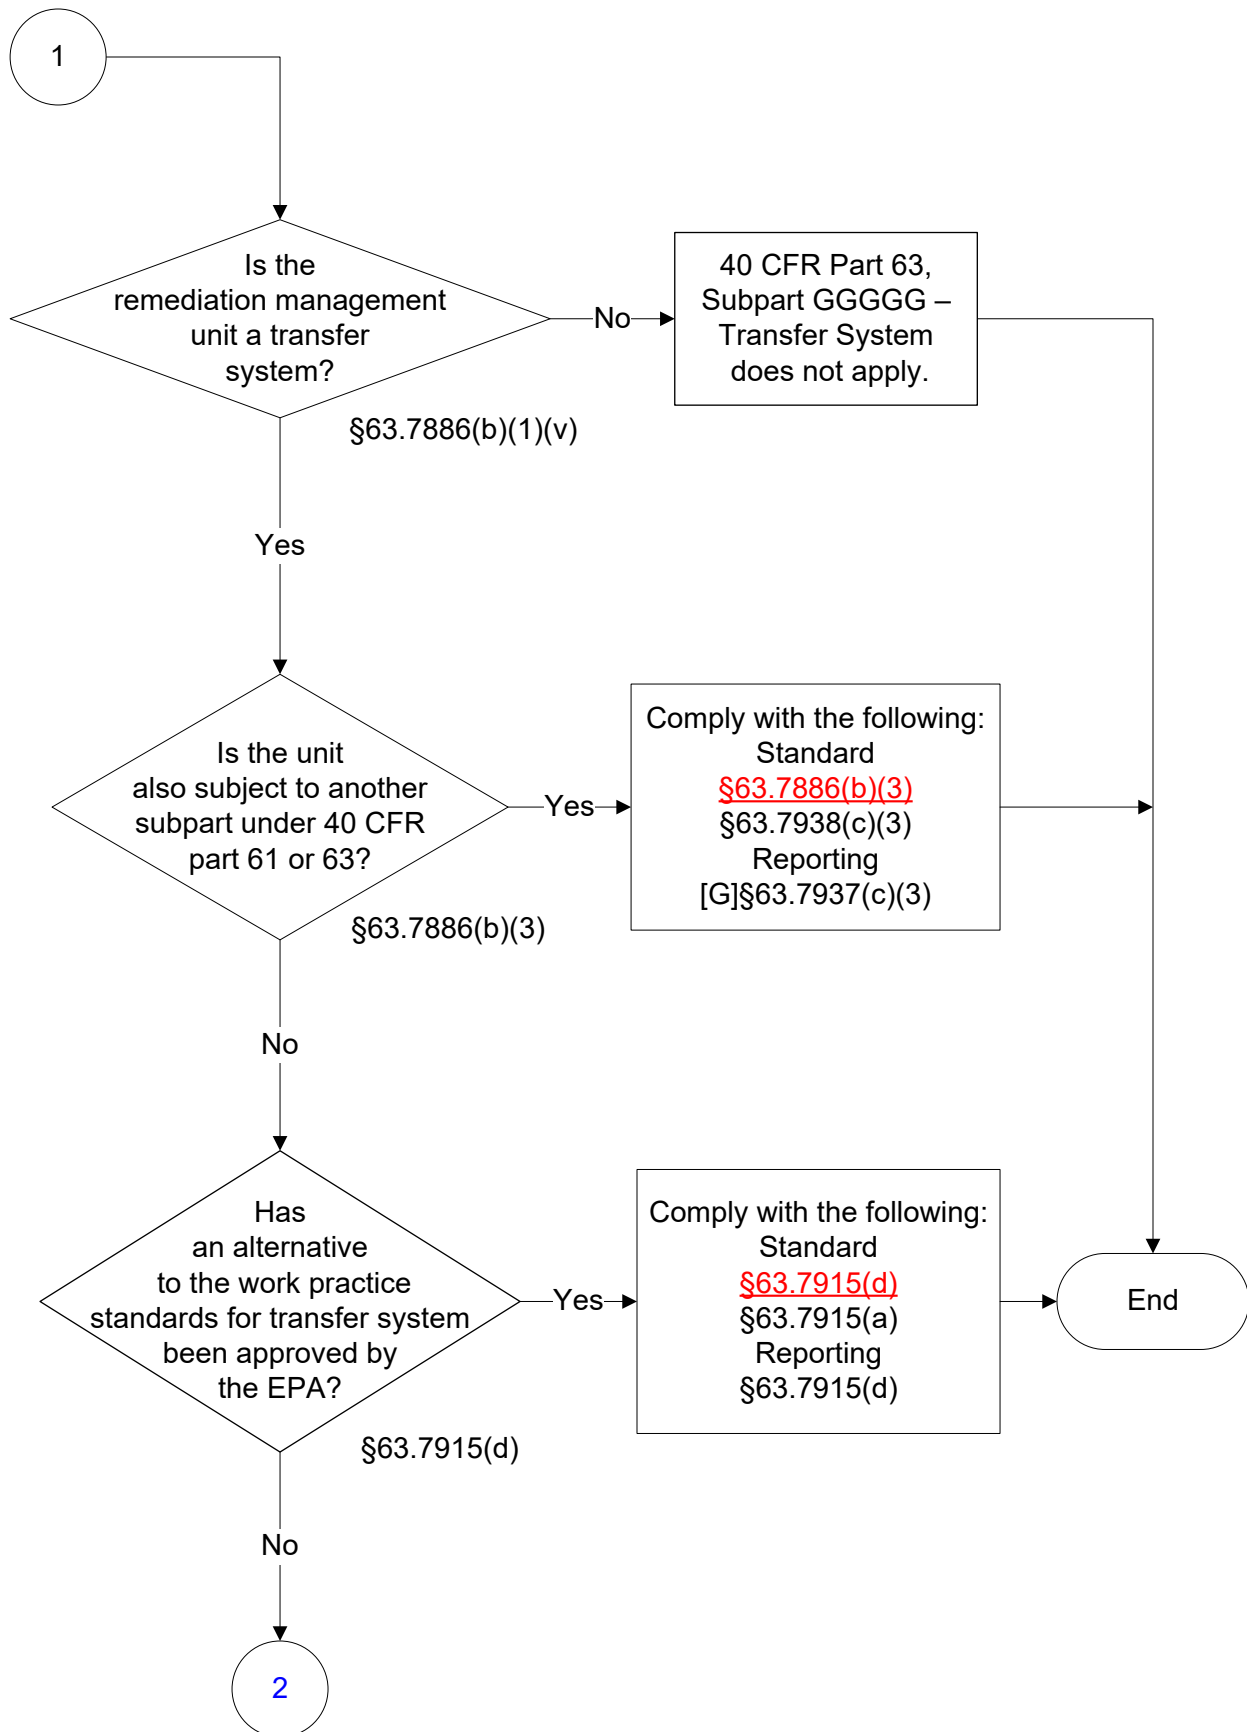 1
Is the
remediation management
unit a transfer
system?
No
40 CFR Part 63,
Subpart GGGGG –
Transfer System
does not apply.
§63.7886(b)(1)(v)
Yes
Is the unit
also subject to another
subpart under 40 CFR
part 61 or 63?
Yes
Comply with the following:
Standard
§63.7886(b)(3)
§63.7938(c)(3)
Reporting
[G]§63.7937(c)(3)
§63.7886(b)(3)
No
Has
an alternative
to the work practice
standards for transfer system
been approved by
the EPA?
Yes
Comply with the following:
Standard
§63.7915(d)
§63.7915(a)
Reporting
§63.7915(d)
End
§63.7915(d)
No
2